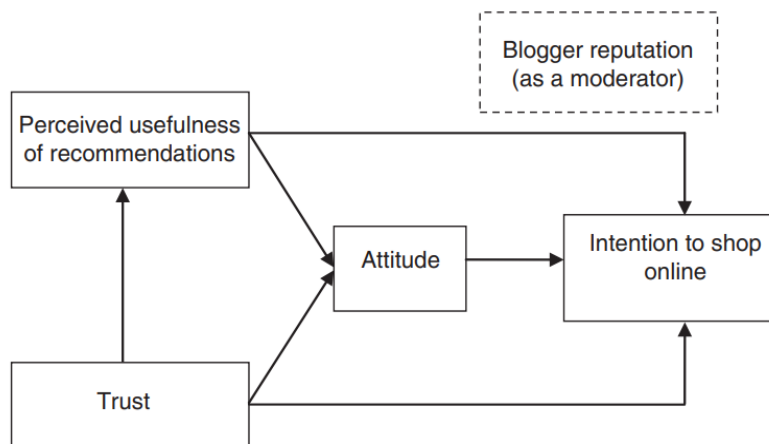 Blogger reputation
(as a moderator)
Perceived usefulness
of recommendations
Attitude
Intention to shop
online
Trust